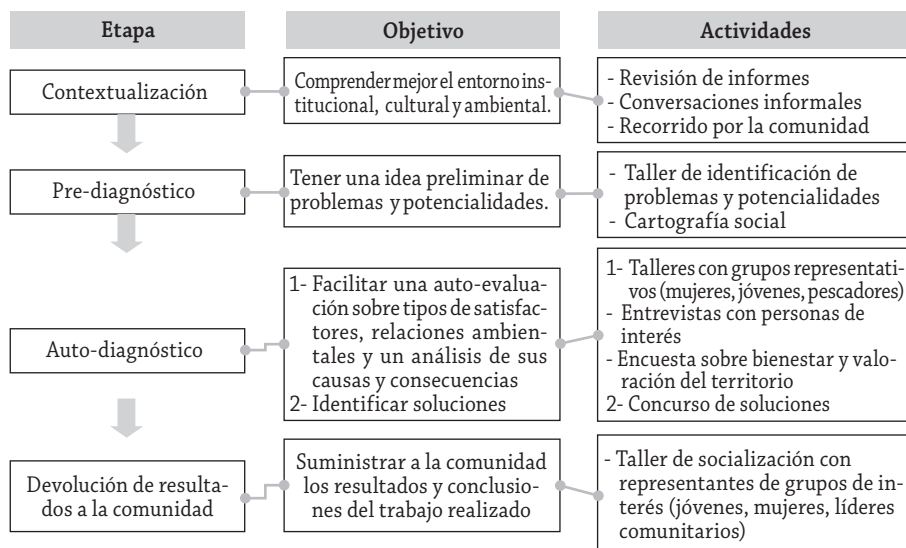 Etapa
Objetivo
Actividades
Contextualización
Comprender mejor el entorno ins-
titucional, cultural y ambiental.
- Revisión de informes
- Conversaciones informales
- Recorrido por la comunidad
Pre-diagnóstico
Tener una idea preliminar de
problemas y potencialidades.
- Taller de identificación de
problemas y potencialidades
- Cartografía social
Auto-diagnóstico
1- Facilitar una auto-evalua-
ción sobre tipos de satisfac-
tores, relaciones ambien-
tales y un análisis de sus
causas y consecuencias
2- Identificar soluciones
1- Talleres con grupos representati-
vos (mujeres, jóvenes, pescadores)
- Entrevistas con personas de
interés
- Encuesta sobre bienestar y valo-
ración del territorio
2- Concurso de soluciones
Devolución de resulta-
dos a la comunidad
Suministrar a la comunidad
los resultados y conclusio-
nes del trabajo realizado
- Taller de socialización con
representantes de grupos de in-
terés (jóvenes, mujeres, líderes
comunitarios)